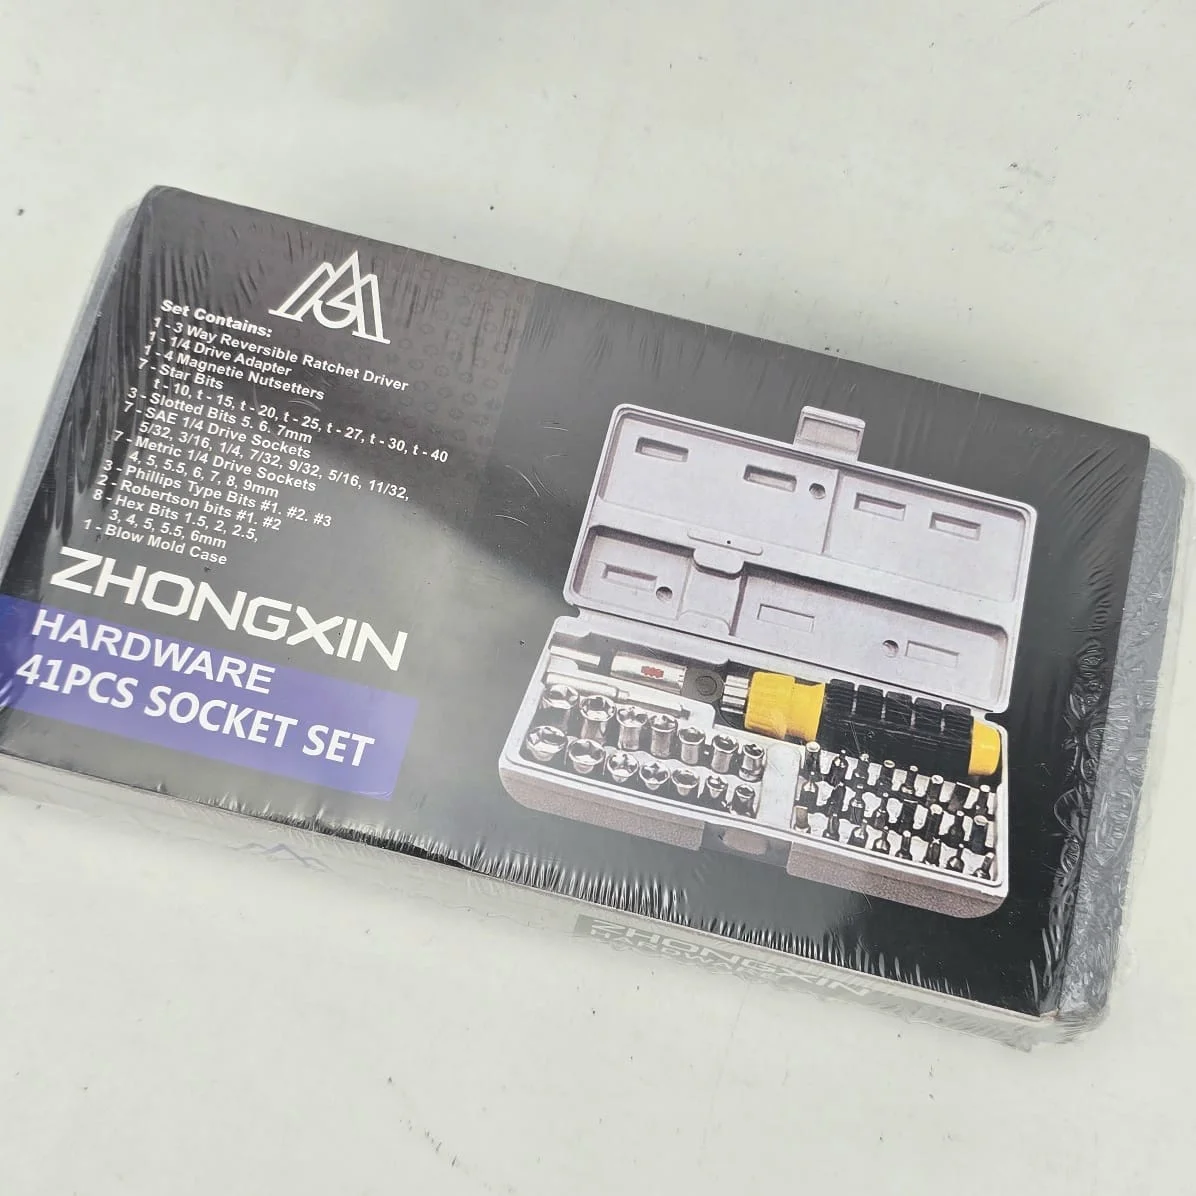 Set Contains:
1 - 3 Way Reversible Ratchet Driver
1 - 1/4 Drive Adapter
1 - 4 Magnetie Nutsetters
7 - Star Bits
t - 10, t - 15, t - 20, t - 25, t - 27, t - 30, t - 40
3 - Slotted Bits 5. 6. 7mm
7 - SAE 1/4 Drive Sockets
5/32, 3/16, 1/4, 7/32, 9/32, 5/16, 11/32,
7 - Metric 1/4 Drive Sockets
4, 5, 5.5, 6, 7, 8, 9mm
3 - Phillips Type Bits #1. #2. #3
2 - Robertson bits #1. #2
8 - Hex Bits 1.5, 2, 2.5,
3, 4, 5, 5.5, 6mm
1 - Blow Mold Case
ZHONGXIN
HARDWARE
41PCS SOCKET SET
ZHONGXIN
HARDWARE